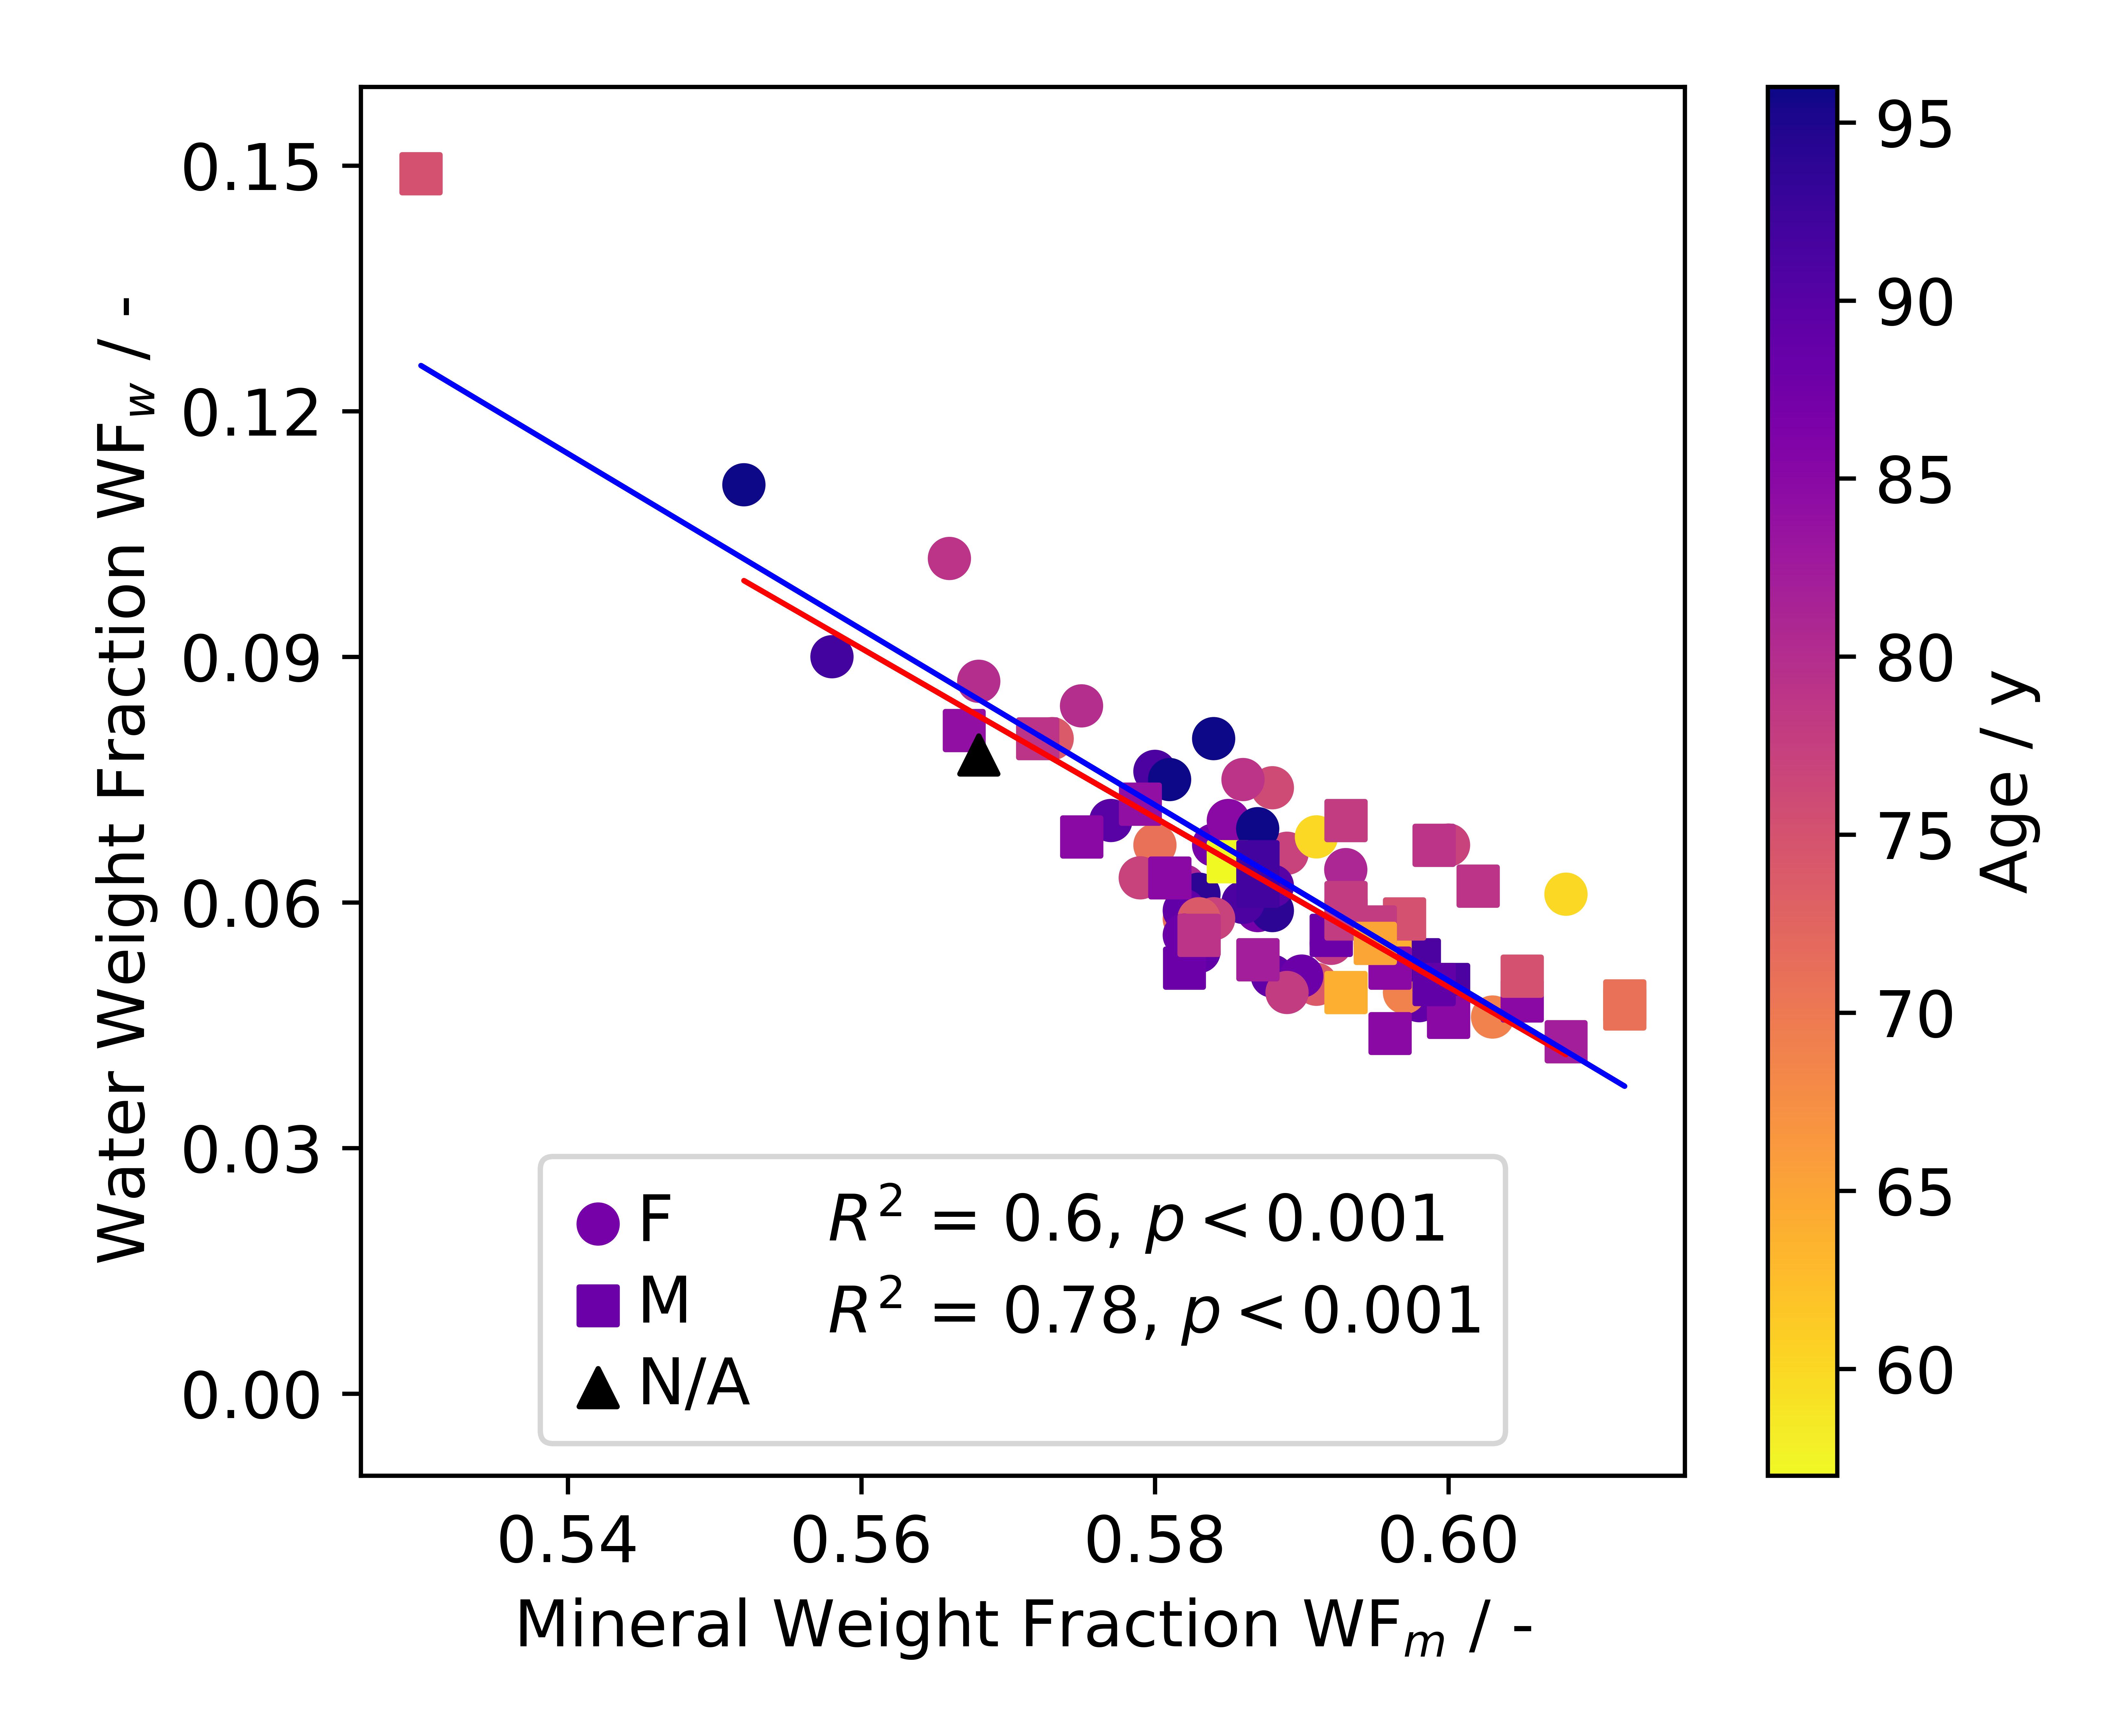 Water Weight Fraction WF_w / -
0.15
0.12
0.09
0.06
0.03
0.00
F R² = 0.6, p < 0.001
M R² = 0.78, p < 0.001
N/A
0.54 0.56 0.58 0.60
Mineral Weight Fraction WF_m / -
95
90
85
80
75
70
65
60
Age / y